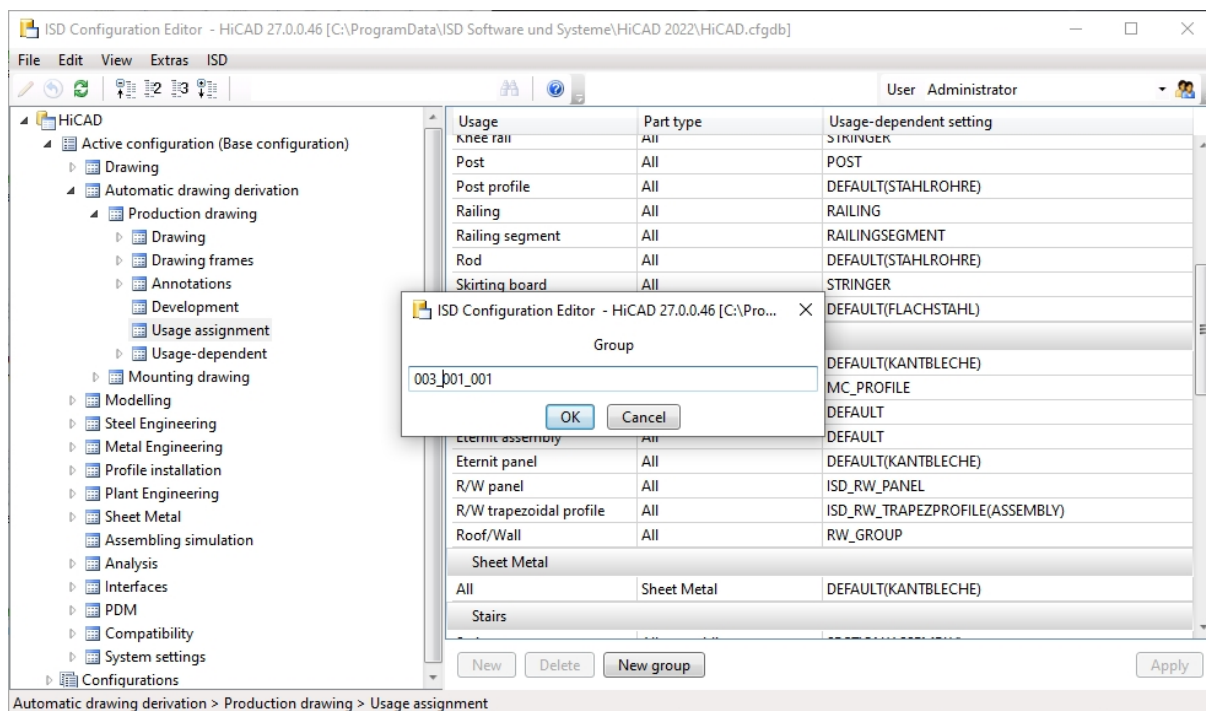 ISD Configuration Editor - HiCAD 27.0.0.46 [C:\ProgramData\ISD Software und Systeme\HiCAD 2022\HiCAD.cfgdb]
File Edit View Extras ISD
User Administrator
HiCAD
Active configuration (Base configuration)
Drawing
Automatic drawing derivation
Production drawing
Drawing
Drawing frames
Annotations
Development
Usage assignment
Usage-dependent
Mounting drawing
Modelling
Steel Engineering
Metal Engineering
Profile installation
Plant Engineering
Sheet Metal
Assembling simulation
Analysis
Interfaces
PDM
Compatibility
System settings
Configurations
Usage Part type Usage-dependent setting
Knee rail All STRINGER
Post All POST
Post profile All DEFAULT(STAHLROHRE)
Railing All RAILING
Railing segment All RAILINGSEGMENT
Rod All DEFAULT(STAHLROHRE)
Skirting board All STRINGER
DEFAULT(FLACHSTAHL)
DEFAULT(KANTBLECHE)
MC_PROFILE
DEFAULT
Eternit assembly All DEFAULT
Eternit panel All DEFAULT(KANTBLECHE)
R/W panel All ISD_RW_PANEL
R/W trapezoidal profile All ISD_RW_TRAPEZPROFILE(ASSEMBLY)
Roof/Wall All RW_GROUP
Sheet Metal
All Sheet Metal DEFAULT(KANTBLECHE)
Stairs
ISD Configuration Editor - HiCAD 27.0.0.46 [C:\Pro...
Group
003_001_001
OK Cancel
New Delete New group Apply
Automatic drawing derivation > Production drawing > Usage assignment